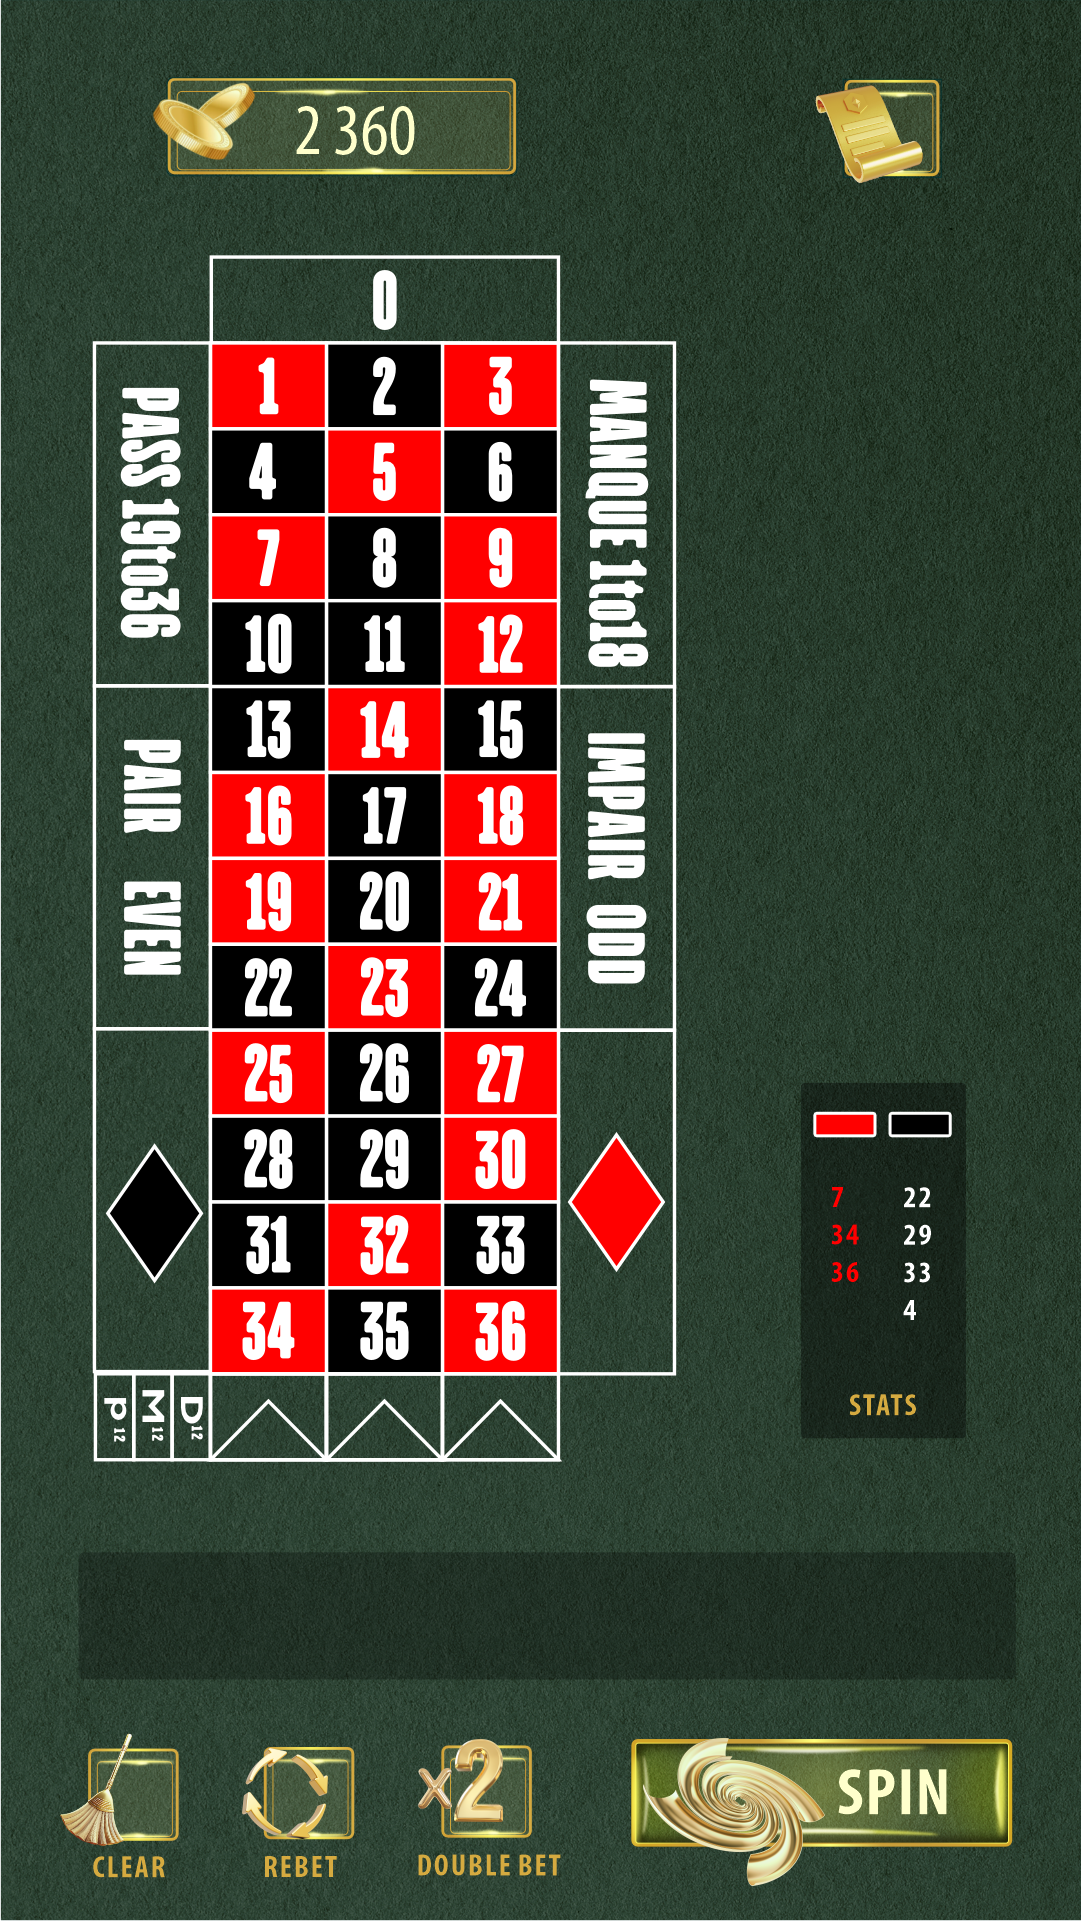 2 360
0
PASS 19to36
MANQUE 1to18
1 2 3
4 5 6
7 8 9
10 11 12
PAIR EVEN
IMPAIR ODD
13 14 15
16 17 18
19 20 21
22 23 24
25 26 27
28 29 30
31 32 33
34 35 36
P12 M12 D12
7 22
34 29
36 33
4
STATS
x2
SPIN
CLEAR
REBET
DOUBLE BET